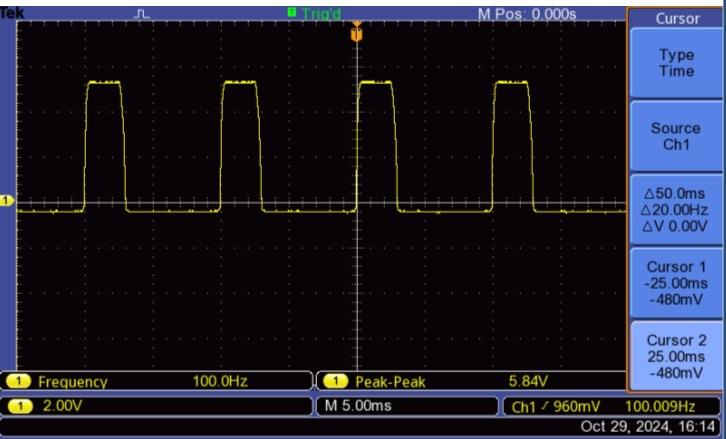 Tek
T Trig'd
M Pos: 0.000s
Cursor
T
Type
Time
Source
Ch1
1
△50.0ms
△20.00Hz
△V 0.00V
Cursor 1
-25.00ms
-480mV
Cursor 2
25.00ms
-480mV
1 Frequency 100.0Hz
1 Peak-Peak 5.84V
1 2.00V
M 5.00ms
Ch1 960mV 100.009Hz
Oct 29, 2024, 16:14